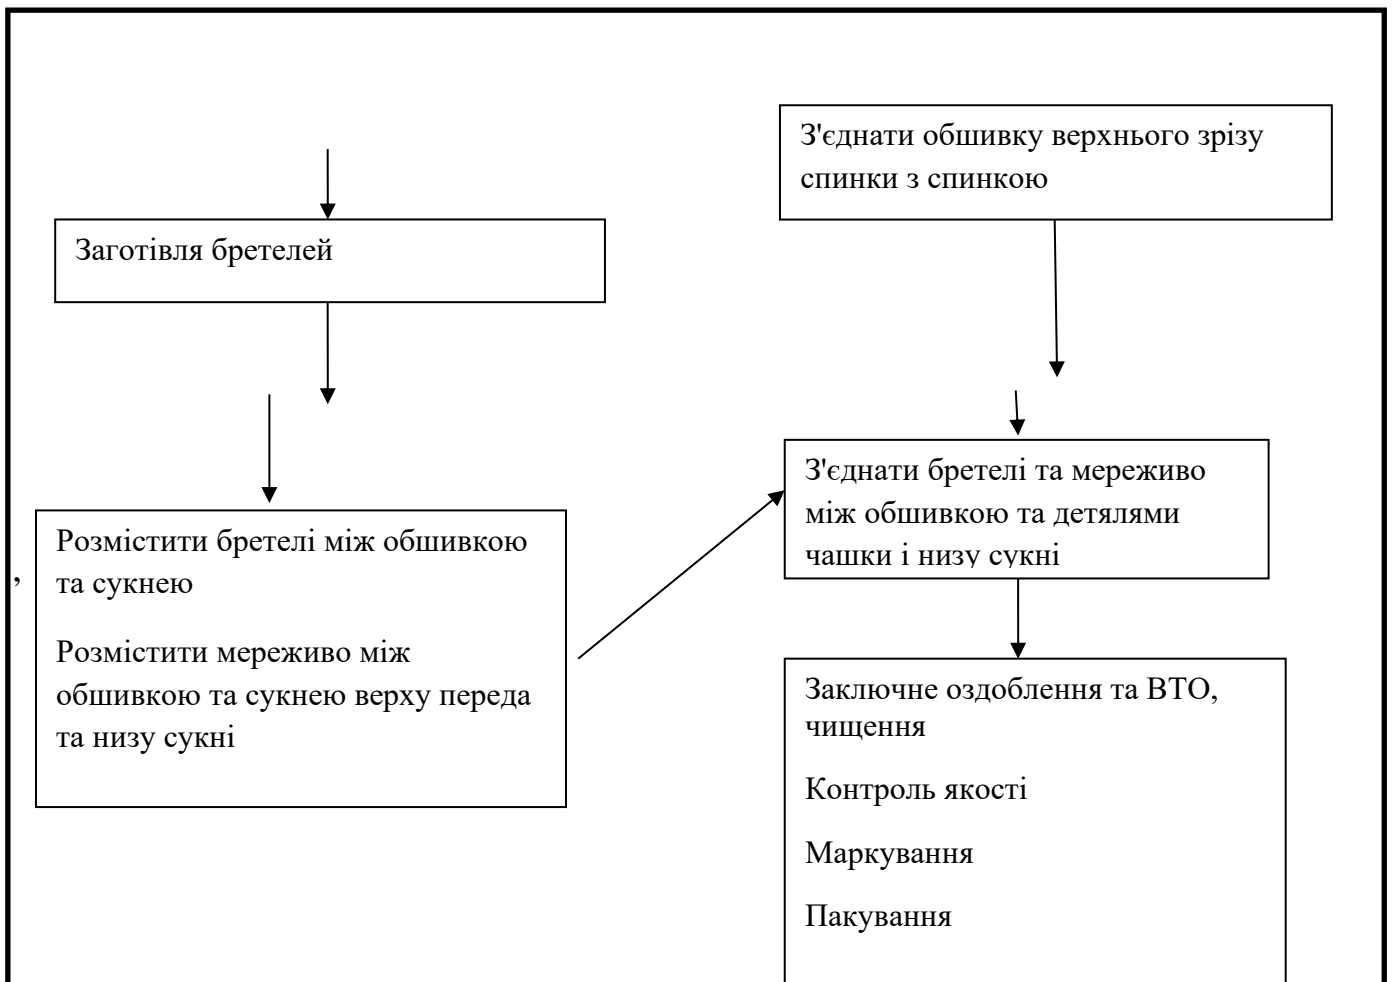 З'єднати обшивку верхнього зрізу
спинки з спинкою
Заготівля бретелей
З'єднати бретелі та мереживо
між обшивкою та детялями
чашки і низу сукні
Розмістити бретелі між обшивкою
та сукнею
,
Розмістити мереживо між
обшивкою та сукнею верху переда
та низу сукні
Заключне оздоблення та ВТО,
чищення
Контроль якості
Маркування
Пакування